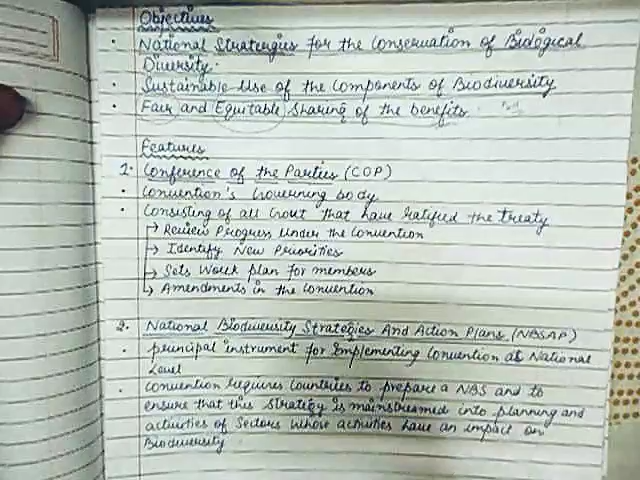 Objectives
• National Strategies for the Conservation of Biological
Diversity.
• Sustainable Use of the Components of Biodiversity
• Fair and Equitable Sharing of the benefits.
Features
1. Conference of the Parties (COP)
• Convention's Governing body
• Consisting of all Govt that have ratified the treaty
→ Review Progress Under the Convention
→ Identify New Priorities
→ Sets Work plan for members
→ Amendments in the Convention
2. National Biodiversity Strategies And Action Plans (NBSAP)
• principal instrument for Implementing Convention at National
Level
• Convention requires Countries to prepare a NBS and to
ensure that this Strategy is mainstreamed into planning and
activities of Sectors whose activities have an impact on
Biodiversity